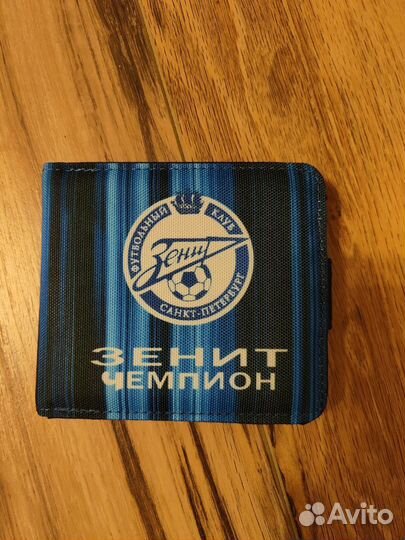 ФУТБОЛЬНЫЙ КЛУБ
Зенит
САНКТ-ПЕТЕРБУРГ
ЗЕНИТ
ЧЕМПИОН
Avito